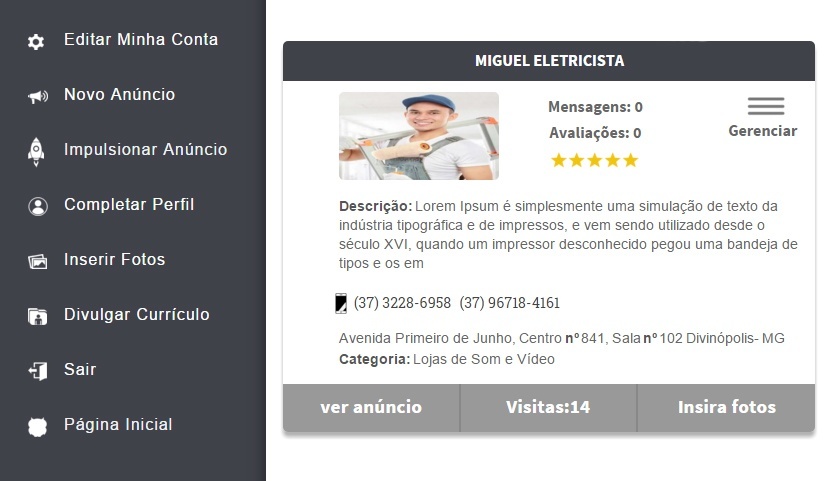 Editar Minha Conta
Novo Anúncio
Impulsionar Anúncio
Completar Perfil
Inserir Fotos
Divulgar Currículo
Sair
Página Inicial
MIGUEL ELETRICISTA
Mensagens: 0
Avaliações: 0
Gerenciar
Descrição: Lorem Ipsum é simplesmente uma simulação de texto da
indústria tipográfica e de impressos, e vem sendo utilizado desde o
século XVI, quando um impressor desconhecido pegou uma bandeja de
tipos e os em
(37) 3228-6958 (37) 96718-4161
Avenida Primeiro de Junho, Centro nº 841, Sala nº 102 Divinópolis- MG
Categoria: Lojas de Som e Vídeo
ver anúncio
Visitas:14
Insira fotos